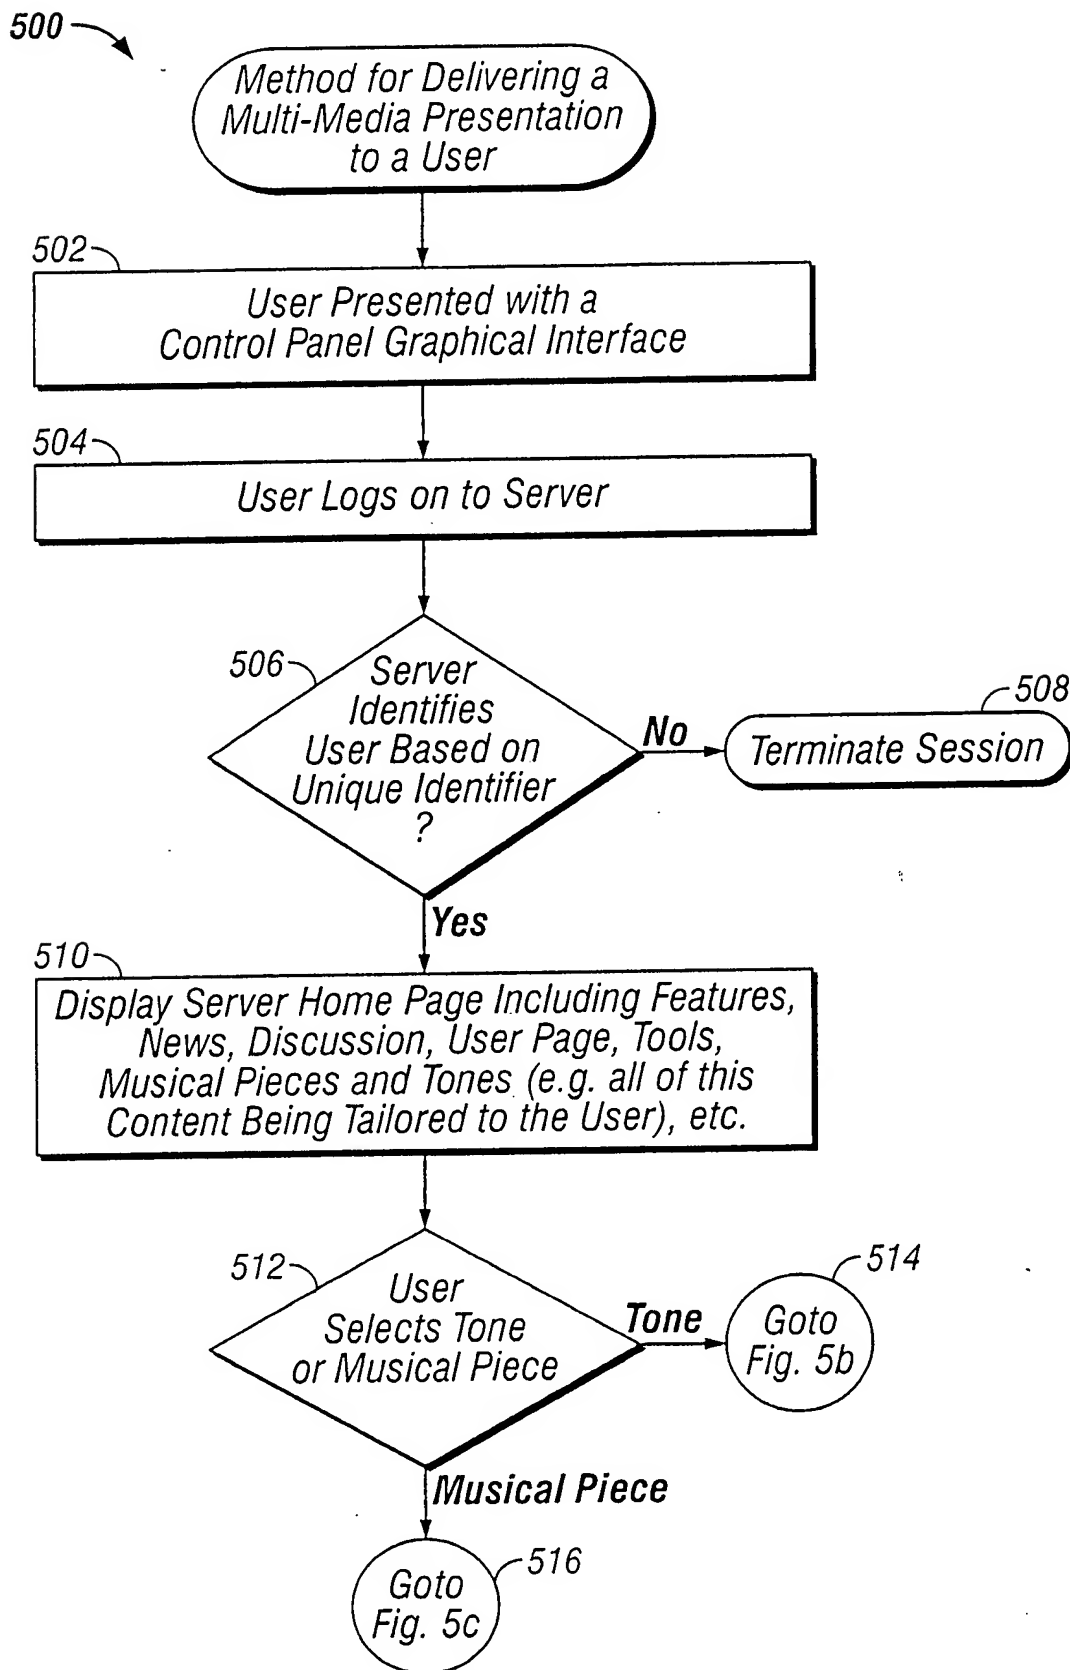 500
Method for Delivering a
Multi-Media Presentation
to a User
502
User Presented with a
Control Panel Graphical Interface
504
User Logs on to Server
506
Server
Identifies
User Based on
Unique Identifier
?
No
508
Terminate Session
Yes
510
Display Server Home Page Including Features,
News, Discussion, User Page, Tools,
Musical Pieces and Tones (e.g. all of this
Content Being Tailored to the User), etc.
512
User
Selects Tone
or Musical Piece
Tone
514
Goto
Fig. 5b
Musical Piece
516
Goto
Fig. 5c